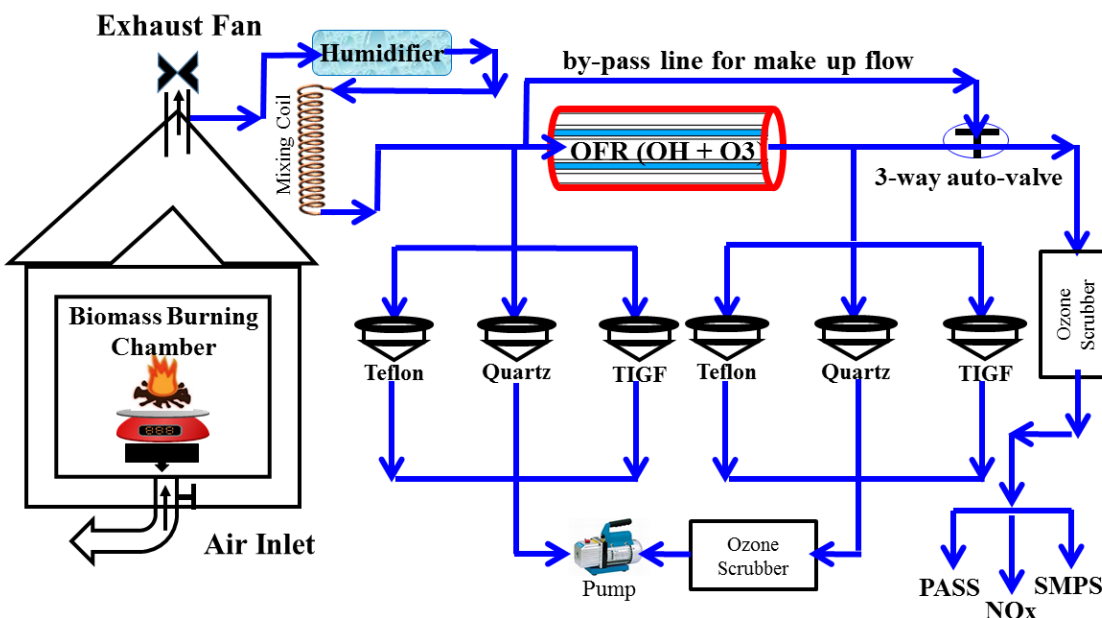 Exhaust Fan
Humidifier
Mixing Coil
by-pass line for make up flow
OFR (OH + O3)
3-way auto-valve
Biomass Burning
Chamber
888
Air Inlet
Teflon
Quartz
TIGF
Teflon
Quartz
TIGF
Ozone
Scrubber
Pump
Ozone
Scrubber
PASS
NOx
SMPS